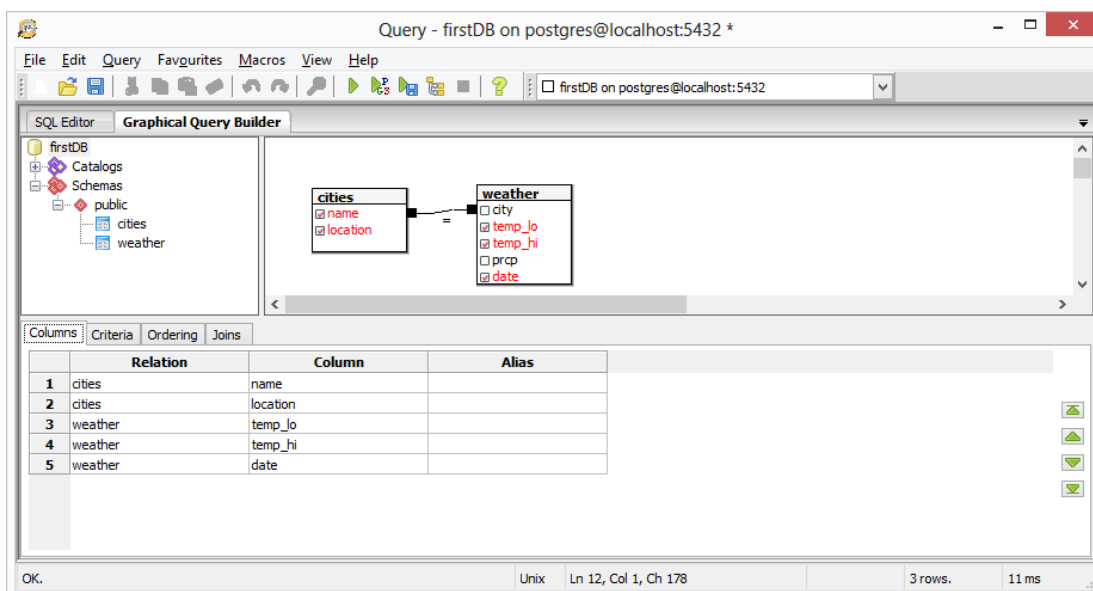 Query - firstDB on postgres@localhost:5432 *
File Edit Query Favourites Macros View Help
firstDB on postgres@localhost:5432
SQL Editor Graphical Query Builder
firstDB
Catalogs
Schemas
public
cities
weather
cities
name
location
=
weather
city
temp_lo
temp_hi
prcp
date
Columns Criteria Ordering Joins
Relation Column Alias
1 cities name
2 cities location
3 weather temp_lo
4 weather temp_hi
5 weather date
OK. Unix Ln 12, Col 1, Ch 178 3 rows. 11 ms